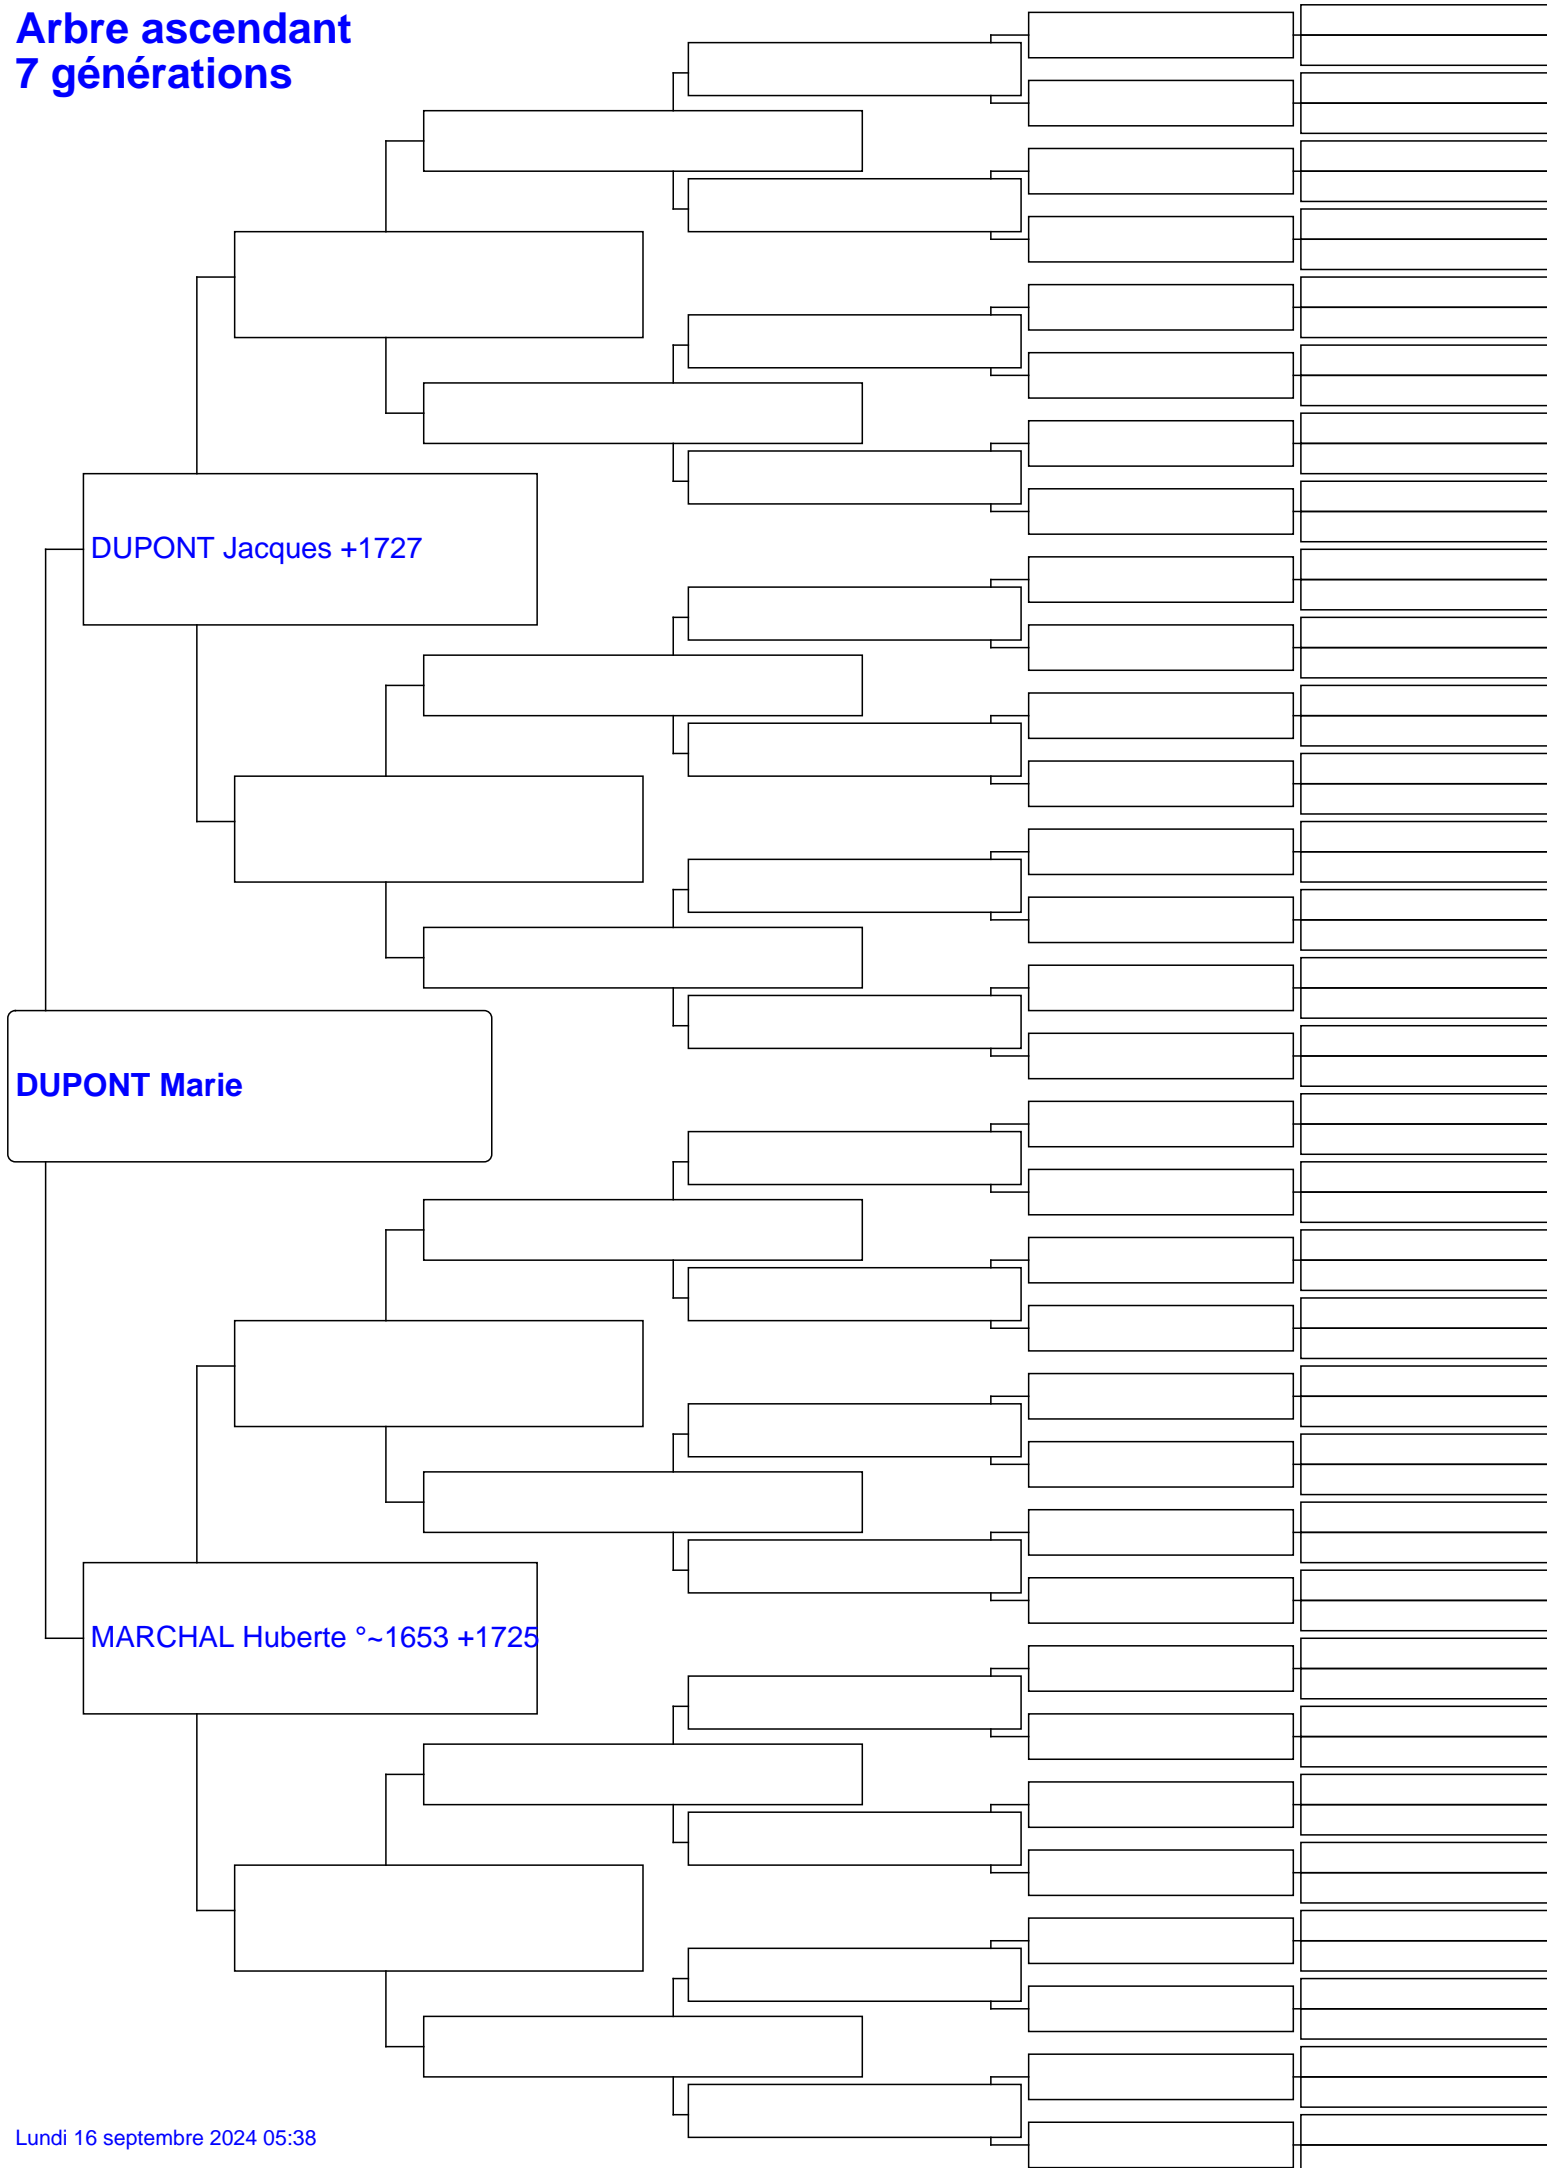 Arbre ascendant
7 générations
DUPONT Jacques +1727
DUPONT Marie
MARCHAL Huberte °~1653 +1725
Lundi 16 septembre 2024 05:38